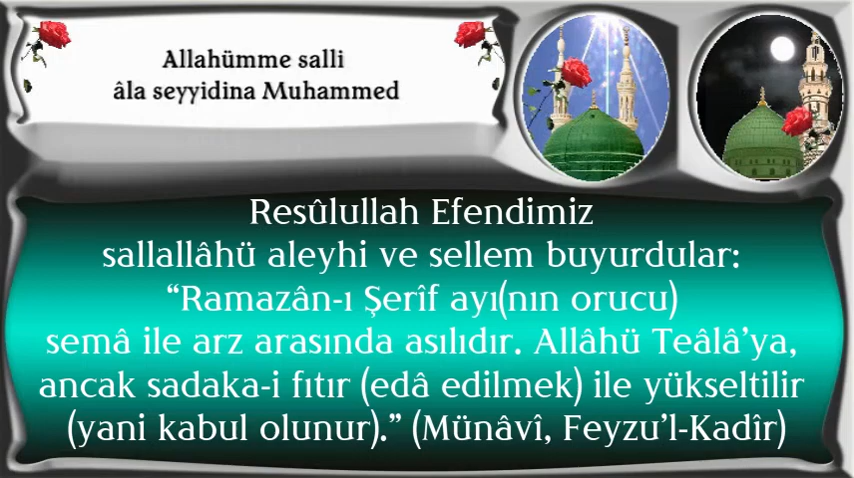 Allahümme salli
âla seyyidina Muhammed
Resûlullah Efendimiz
sallallâhü aleyhi ve sellem buyurdular:
“Ramazân-ı Şerîf ayı(nın orucu)
semâ ile arz arasında asılıdır. Allâhü Teâlâ’ya,
ancak sadaka-i fıtır (edâ edilmek) ile yükseltilir
(yani kabul olunur).” (Münâvî, Feyzu’l-Kadîr)